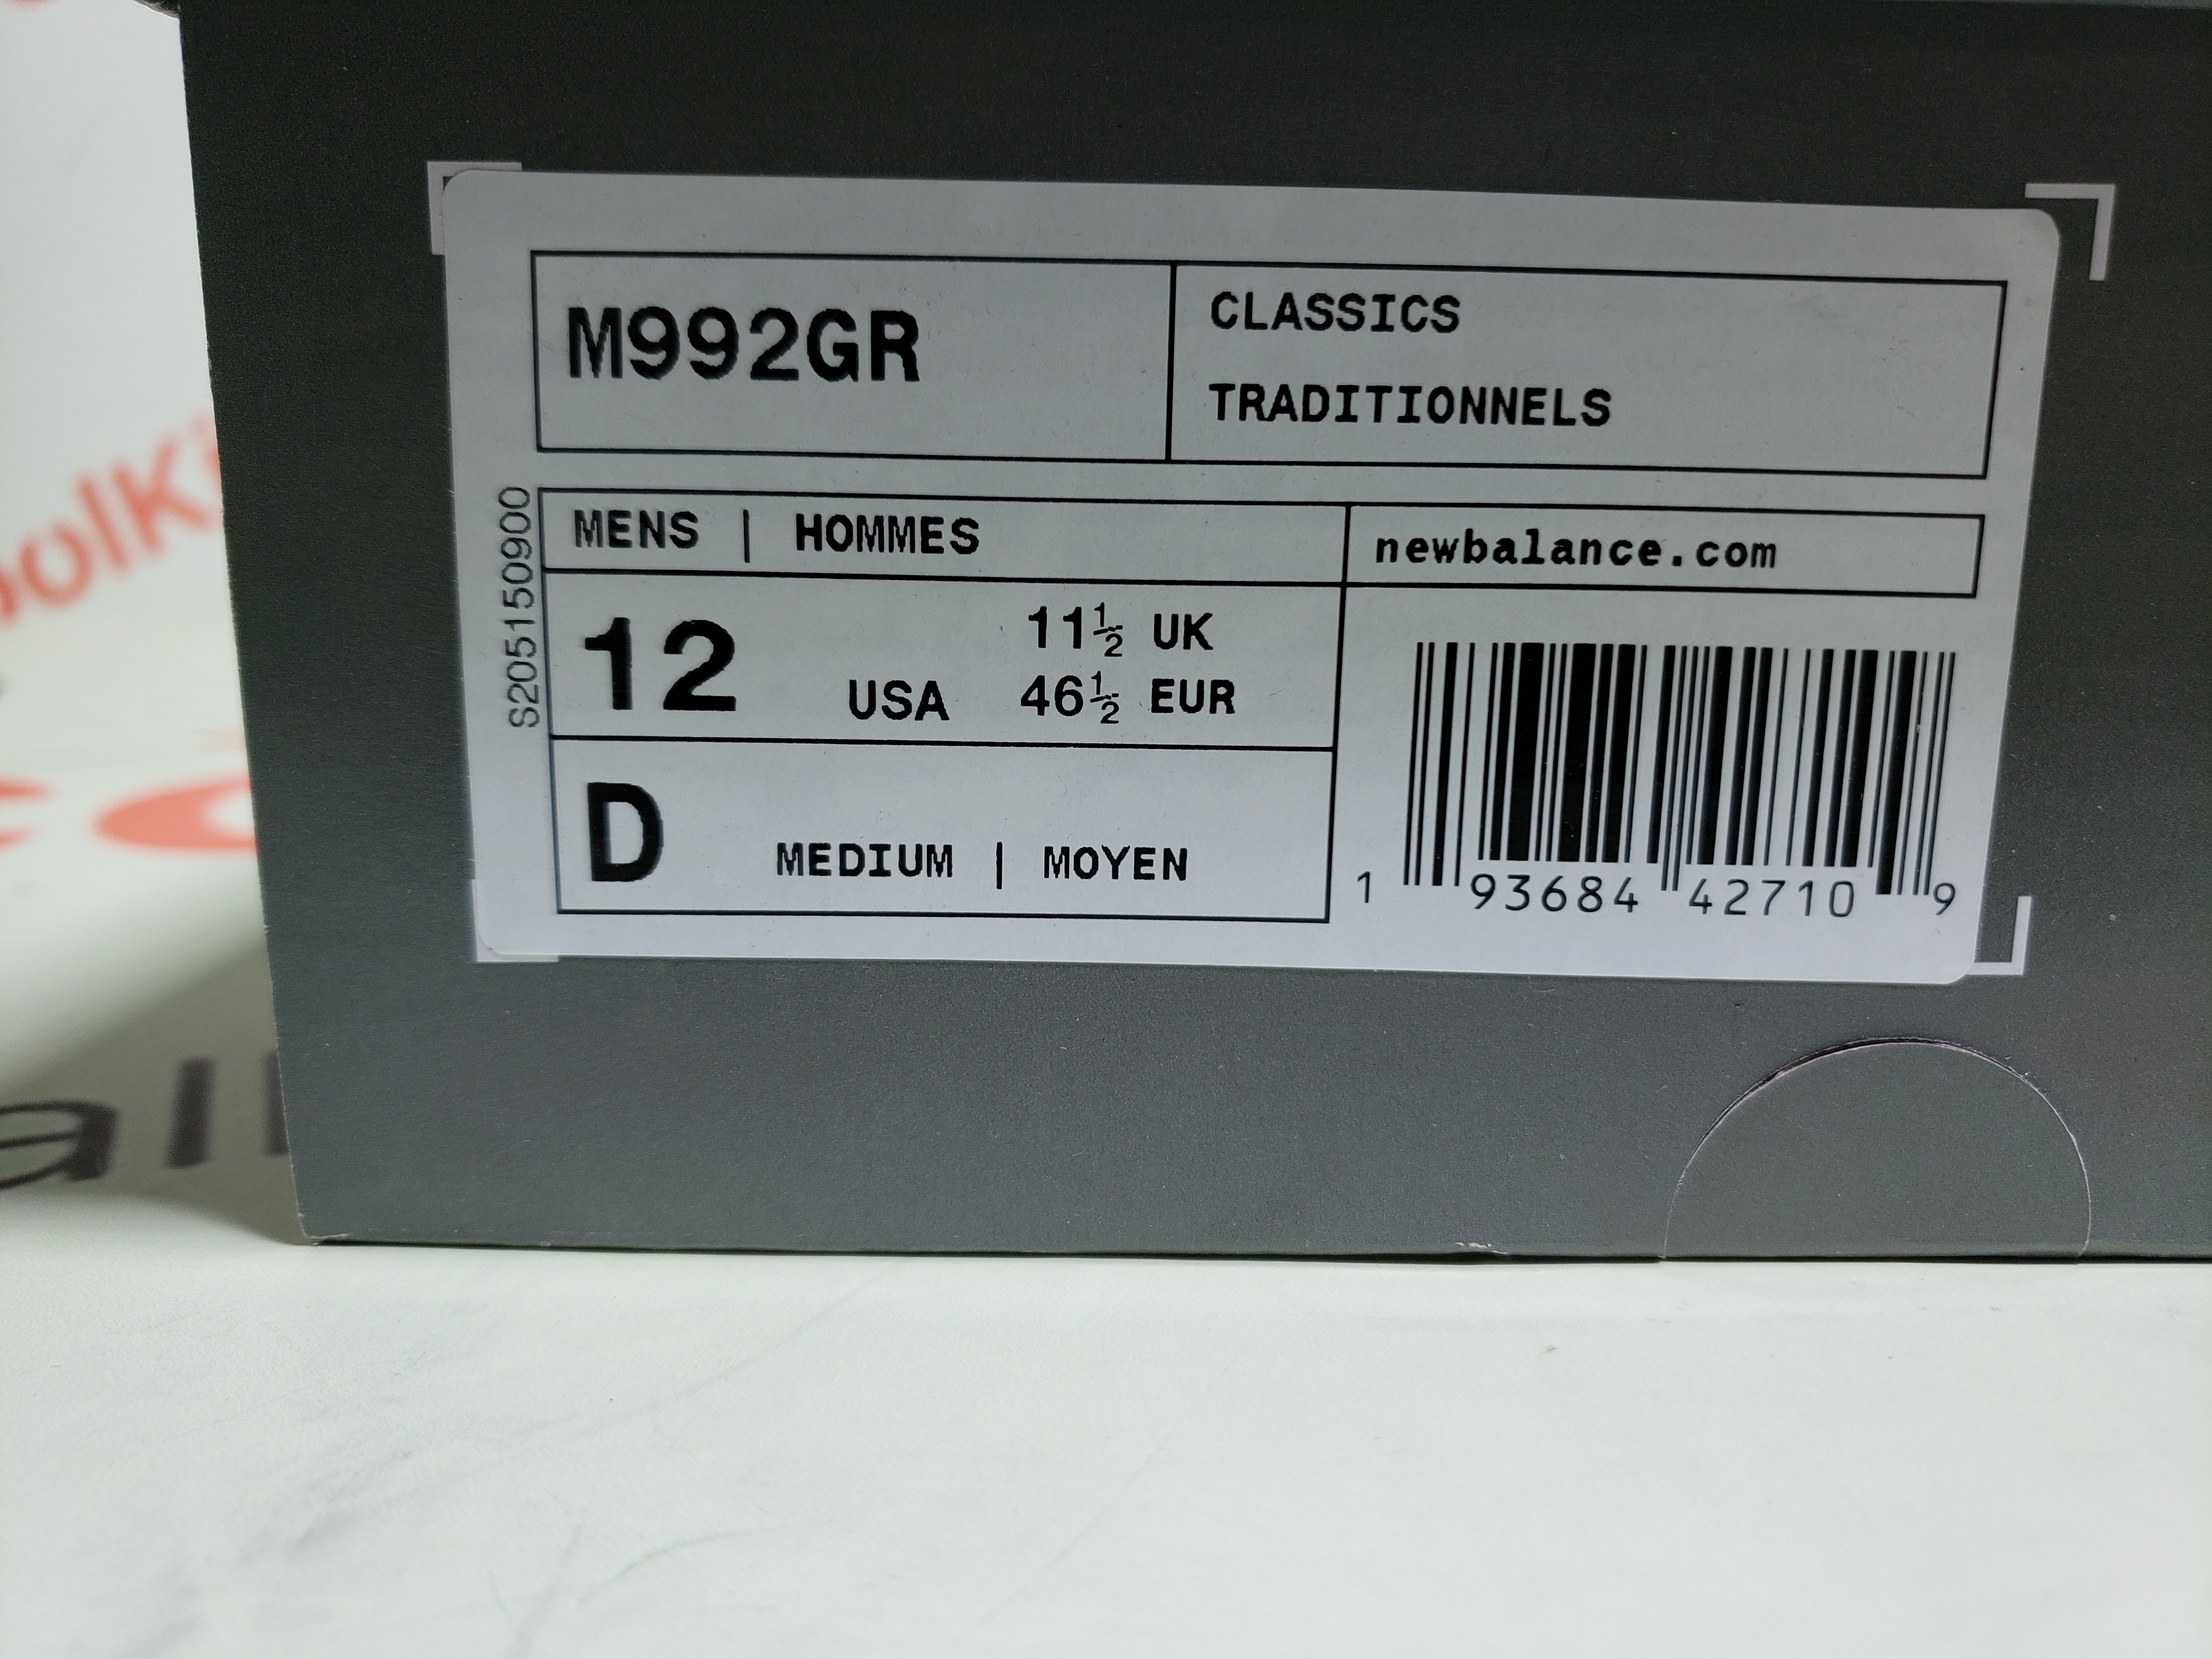 M992GR
CLASSICS
TRADITIONNELS
S205150900
MENS | HOMMES
newbalance.com
12 USA
11½ UK
46½ EUR
D MEDIUM | MOYEN
1 93684 42710 9